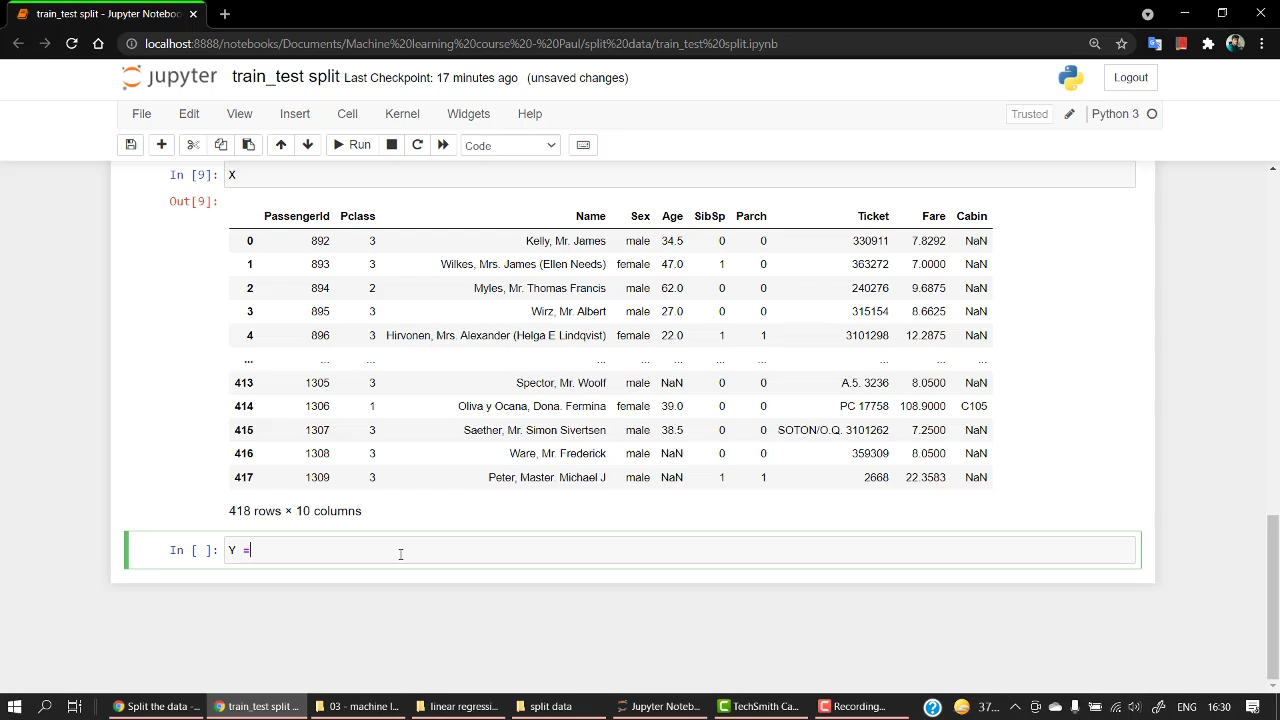 train_test split - Jupyter Notebo
localhost:8888/notebooks/Documents/Machine%20learning%20course%20-%20Paul/split%20data/train_test%20split.ipynb
jupyter train_test split Last Checkpoint: 17 minutes ago (unsaved changes) Logout
File Edit View Insert Cell Kernel Widgets Help Trusted Python 3
Run Code
In [9]: X
Out[9]:
PassengerId Pclass Name Sex Age SibSp Parch Ticket Fare Cabin
0 892 3 Kelly, Mr. James male 34.5 0 0 330911 7.8292 NaN
1 893 3 Wilkes, Mrs. James (Ellen Needs) female 47.0 1 0 363272 7.0000 NaN
2 894 2 Myles, Mr. Thomas Francis male 62.0 0 0 240276 9.6875 NaN
3 895 3 Wirz, Mr. Albert male 27.0 0 0 315154 8.6625 NaN
4 896 3 Hirvonen, Mrs. Alexander (Helga E Lindqvist) female 22.0 1 1 3101298 12.2875 NaN
... ... ... ... ... ... ... ... ... ... ...
413 1305 3 Spector, Mr. Woolf male NaN 0 0 A.5. 3236 8.0500 NaN
414 1306 1 Oliva y Ocana, Dona. Fermina female 39.0 0 0 PC 17758 108.9000 C105
415 1307 3 Saether, Mr. Simon Sivertsen male 38.5 0 0 SOTON/O.Q. 3101262 7.2500 NaN
416 1308 3 Ware, Mr. Frederick male NaN 0 0 359309 8.0500 NaN
417 1309 3 Peter, Master. Michael J male NaN 1 1 2668 22.3583 NaN
418 rows × 10 columns
In [ ]: Y =
Split the data -... train_test split ... 03 - machine l... linear regressi... split data Jupyter Noteb... TechSmith Ca... Recording... 37... ENG 16:30